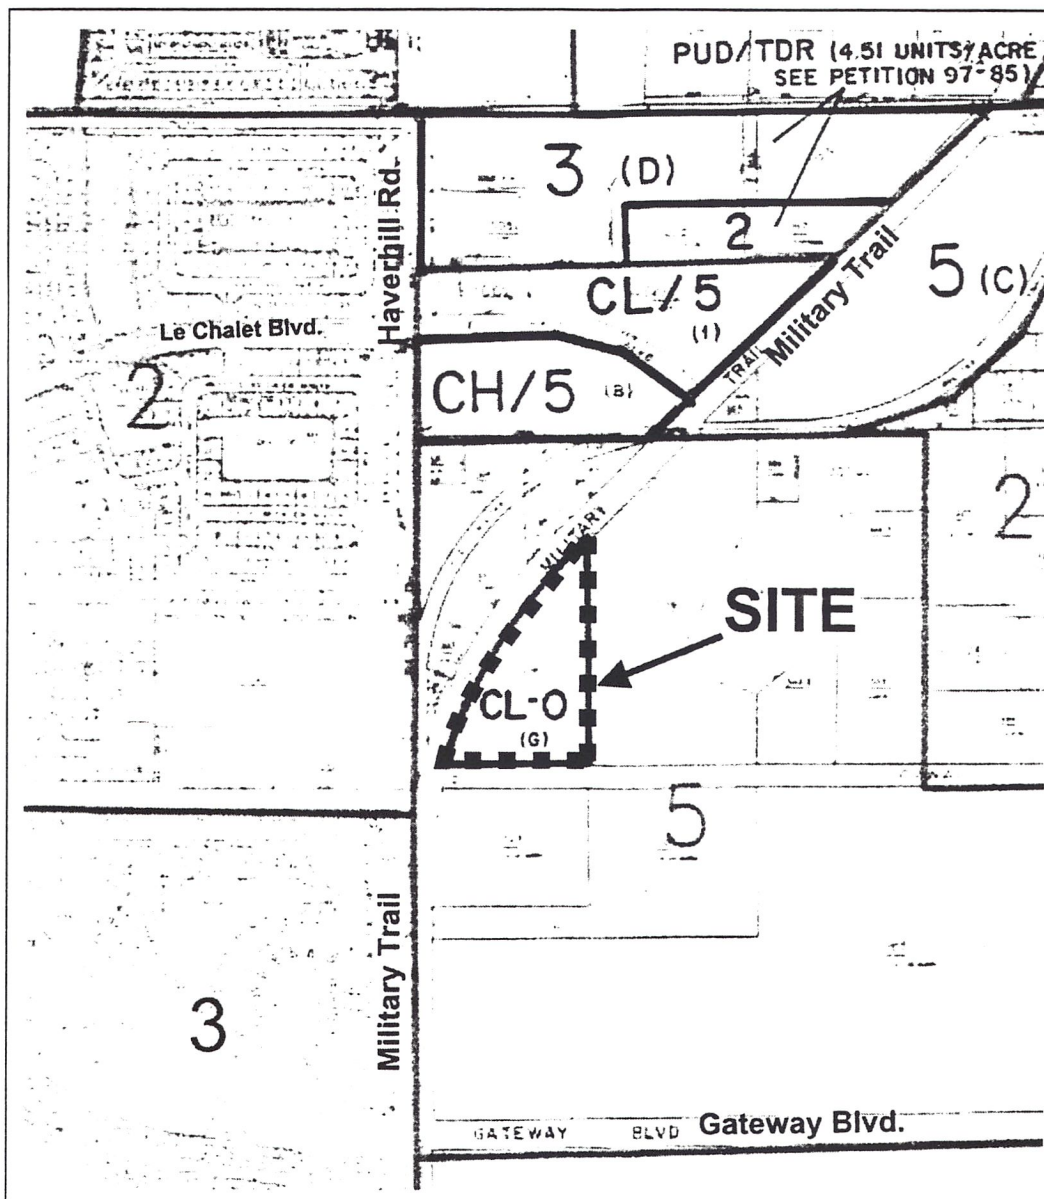 PUD/TDR (4.51 UNITS/ACRE
SEE PETITION 97-85)
3 (D)
Haverhill Rd.
2
Military Trail
5 (C)
CL/5
(1)
Le Chalet Blvd.
TRAIL
2
CH/5 (B)
2
MILITARY
SITE
CL-O
(G)
5
Military Trail
3
GATEWAY BLVD Gateway Blvd.